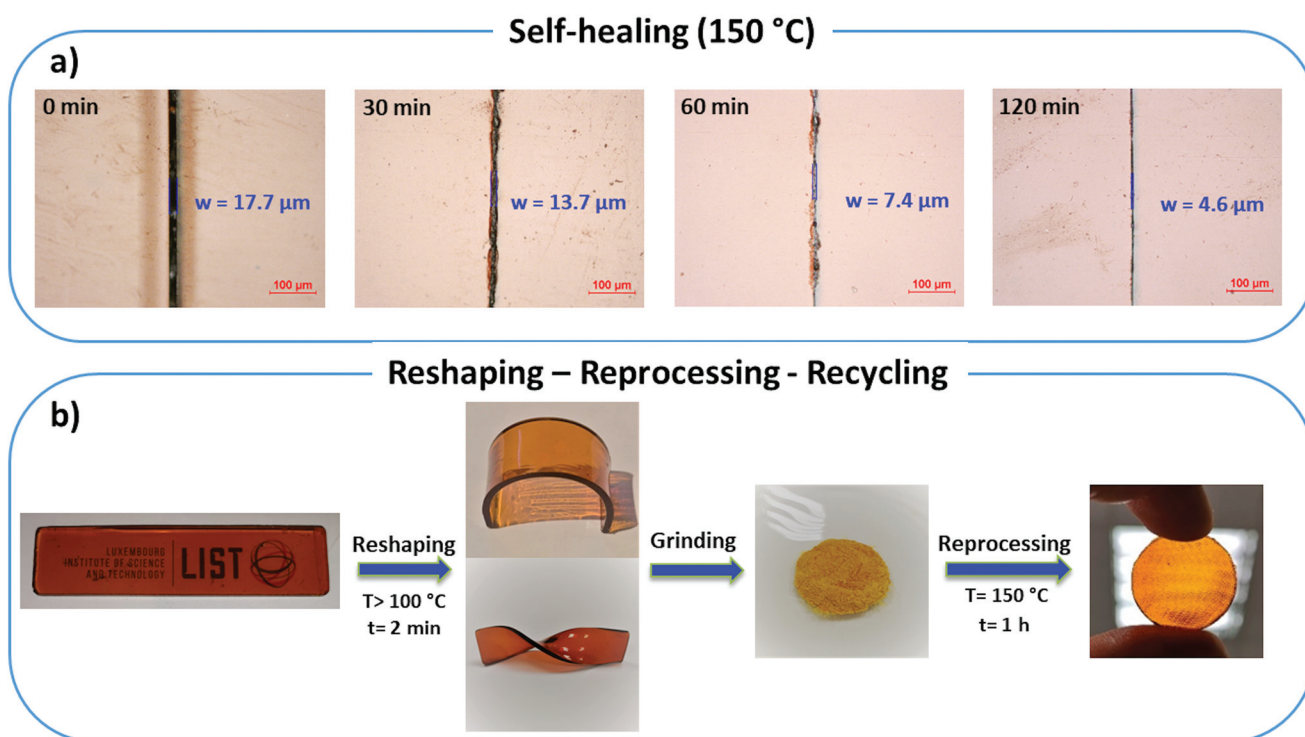 Self-healing (150 °C)
a)
0 min
30 min
60 min
120 min
w = 17.7 µm
w = 13.7 µm
w = 7.4 µm
w = 4.6 µm
100 µm
100 µm
100 µm
100 µm
Reshaping – Reprocessing - Recycling
b)
LUXEMBOURG
INSTITUTE OF SCIENCE
AND TECHNOLOGY
LIST
Reshaping
T> 100 °C
t= 2 min
Grinding
Reprocessing
T= 150 °C
t= 1 h